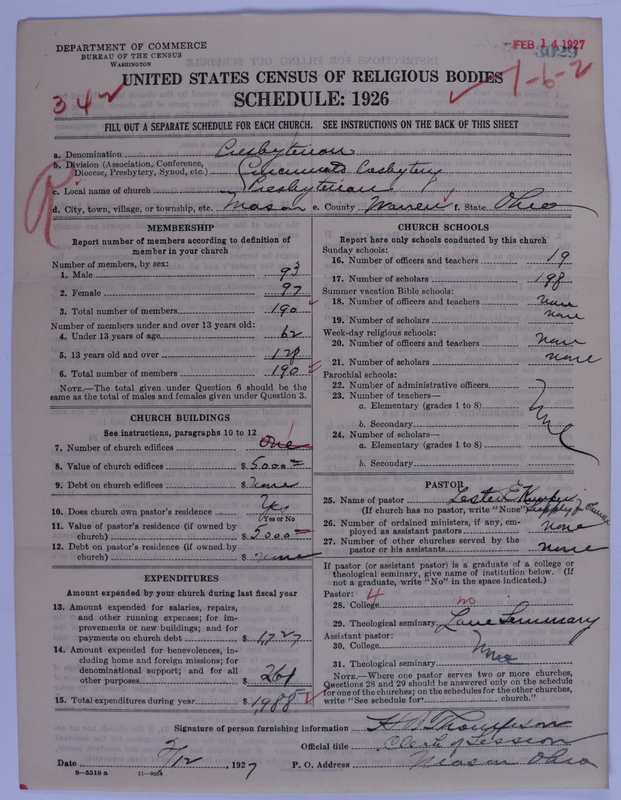 DEPARTMENT OF COMMERCE
BUREAU OF THE CENSUS
WASHINGTON
FEB 14 1927
UNITED STATES CENSUS OF RELIGIOUS BODIES
1-6-2
342
SCHEDULE: 1926
FILL OUT A SEPARATE SCHEDULE FOR EACH CHURCH. SEE INSTRUCTIONS ON THE BACK OF THIS SHEET
a. Denomination Presbyterian
b. Division (Association, Conference, Diocese, Presbytery, Synod, etc.) Cincinnati Presbytery
c. Local name of church Presbyterian
d. City, town, village, or township, etc. Mason e. County Warren f. State Ohio
MEMBERSHIP
Report number of members according to definition of
member in your church
Number of members, by sex:
1. Male 93
2. Female 97
3. Total number of members 190
Number of members under and over 13 years old:
4. Under 13 years of age 62
5. 13 years old and over 128
6. Total number of members 190
NOTE.—The total given under Question 6 should be
same as the total of males and females given under Question 3.
CHURCH BUILDINGS
See instructions, paragraphs 10 to 12
7. Number of church edifices One
8. Value of church edifices $ 5000
9. Debt on church edifices $ None
10. Does church own pastor's residence Yes
(Yes or No)
11. Value of pastor's residence (if owned by
church) $ 5000
12. Debt on pastor's residence (if owned by
church) $ None
EXPENDITURES
Amount expended by your church during last fiscal year
13. Amount expended for salaries, repairs,
and other running expenses; for im-
provements or new buildings; and for
payments on church debt $ 1727
14. Amount expended for benevolences, in-
cluding home and foreign missions; for
denominational support; and for all
other purposes $ 261
15. Total expenditures during year $ 1988
CHURCH SCHOOLS
Report here only schools conducted by this church
Sunday schools:
16. Number of officers and teachers 19
17. Number of scholars 198
Summer vacation Bible schools:
18. Number of officers and teachers none
19. Number of scholars none
Week-day religious schools:
20. Number of officers and teachers none
21. Number of scholars none
Parochial schools:
22. Number of administrative officers
23. Number of teachers—
a. Elementary (grades 1 to 8)
b. Secondary
24. Number of scholars—
a. Elementary (grades 1 to 8)
b. Secondary
None
PASTOR
25. Name of pastor Lester E
(If church has no pastor, write "None") Supply
26. Number of ordained ministers, if any, em-
ployed as assistant pastors none
27. Number of other churches served by the
pastor or his assistants none
If pastor (or assistant pastor) is a graduate of a college or
theological seminary, give name of institution below. (If
not a graduate, write "No" in the space indicated.)
Pastor: 4
28. College no
29. Theological seminary Lane Seminary
Assistant pastor:
30. College None
31. Theological seminary
NOTE.—Where one pastor serves two or more churches,
Questions 28 and 29 should be answered only on the schedule
for one of the churches; on the schedules for the other churches,
write "See schedule for church."
Signature of person furnishing information H W Thompson
Official title Clerk of Session
Date 2/12, 1927 P. O. Address Mason Ohio
8—5518 a 11—9054